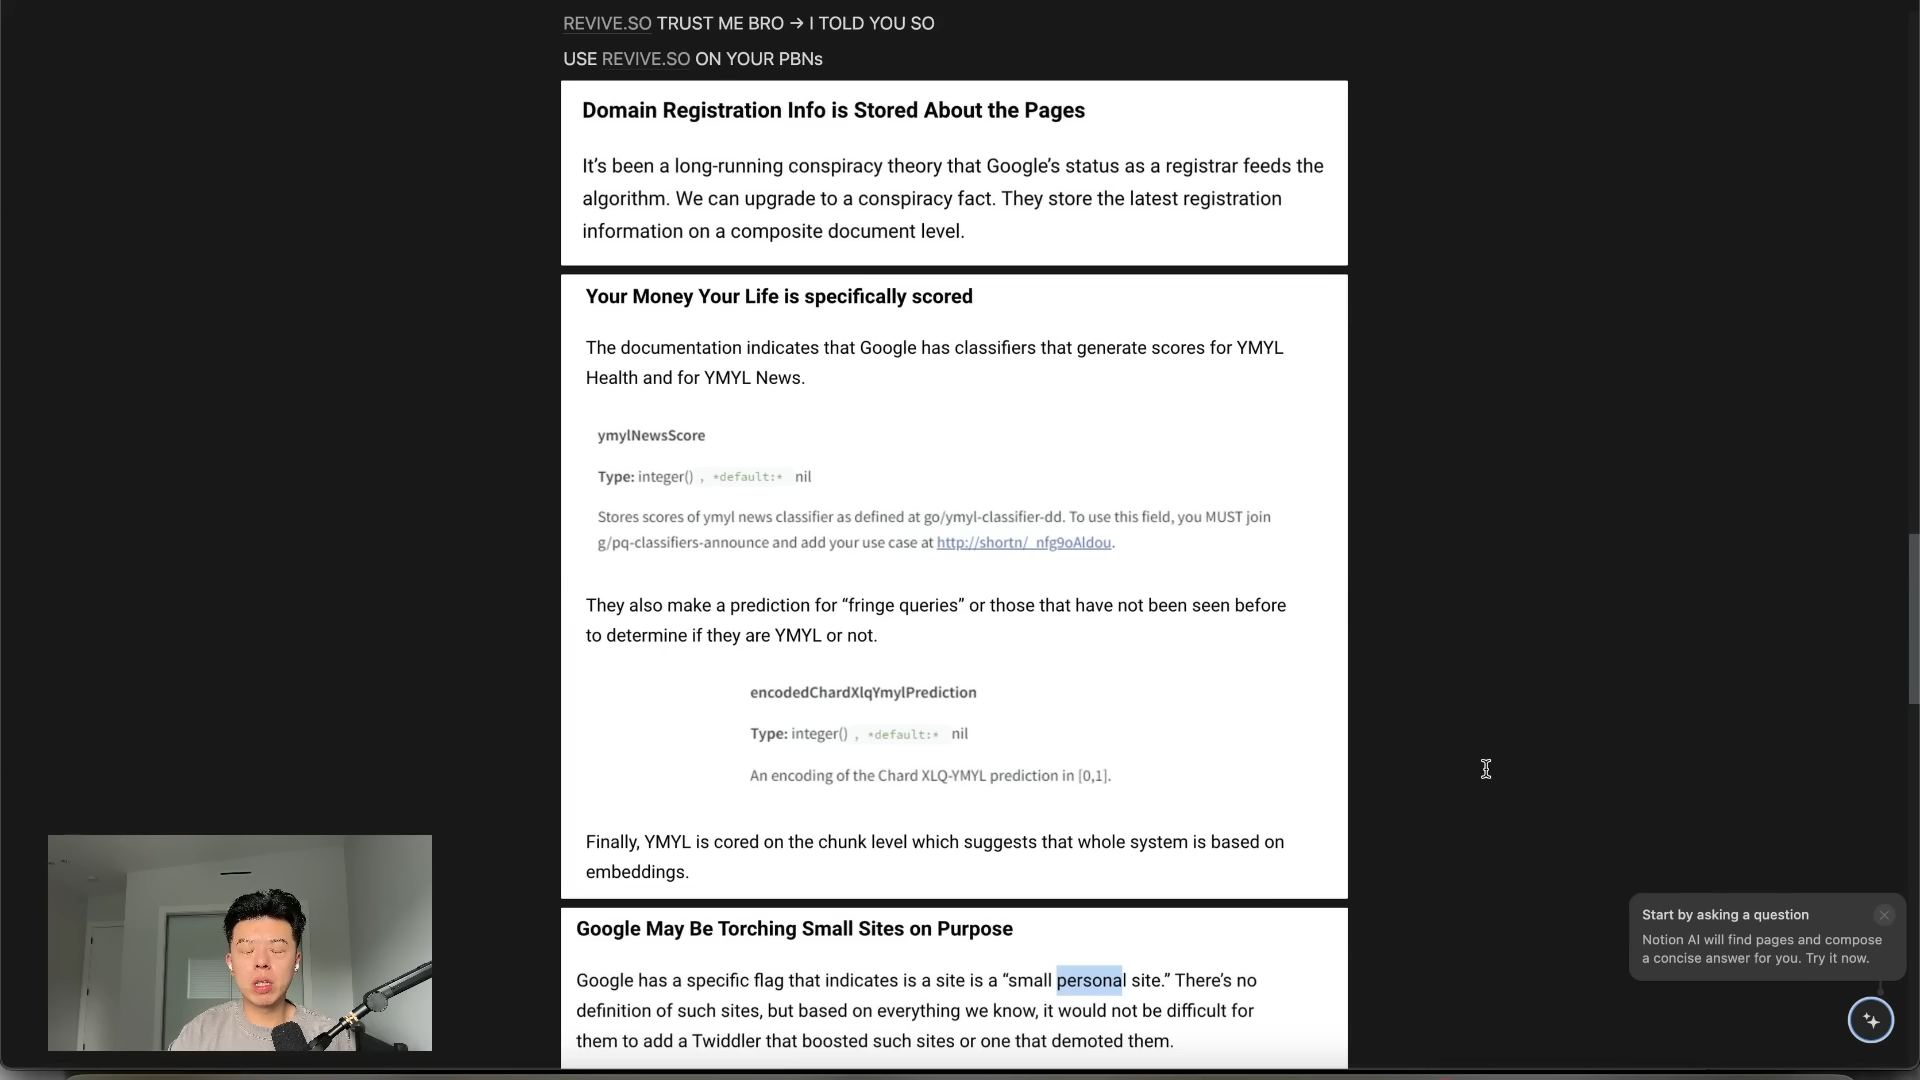 REVIVE.SO TRUST ME BRO → I TOLD YOU SO
USE REVIVE.SO ON YOUR PBNs
Domain Registration Info is Stored About the Pages
It’s been a long-running conspiracy theory that Google’s status as a registrar feeds the
algorithm. We can upgrade to a conspiracy fact. They store the latest registration
information on a composite document level.
Your Money Your Life is specifically scored
The documentation indicates that Google has classifiers that generate scores for YMYL
Health and for YMYL News.
ymylNewsScore
Type: integer() , *default:* nil
Stores scores of ymyl news classifier as defined at go/ymyl-classifier-dd. To use this field, you MUST join
g/pq-classifiers-announce and add your use case at http://shortn/_nfg9oAldou.
They also make a prediction for “fringe queries” or those that have not been seen before
to determine if they are YMYL or not.
encodedChardXlqYmylPrediction
Type: integer() , *default:* nil
An encoding of the Chard XLQ-YMYL prediction in [0,1].
Finally, YMYL is cored on the chunk level which suggests that whole system is based on
embeddings.
Google May Be Torching Small Sites on Purpose
Google has a specific flag that indicates is a site is a “small personal site.” There’s no
definition of such sites, but based on everything we know, it would not be difficult for
them to add a Twiddler that boosted such sites or one that demoted them.
Start by asking a question
Notion AI will find pages and compose
a concise answer for you. Try it now.